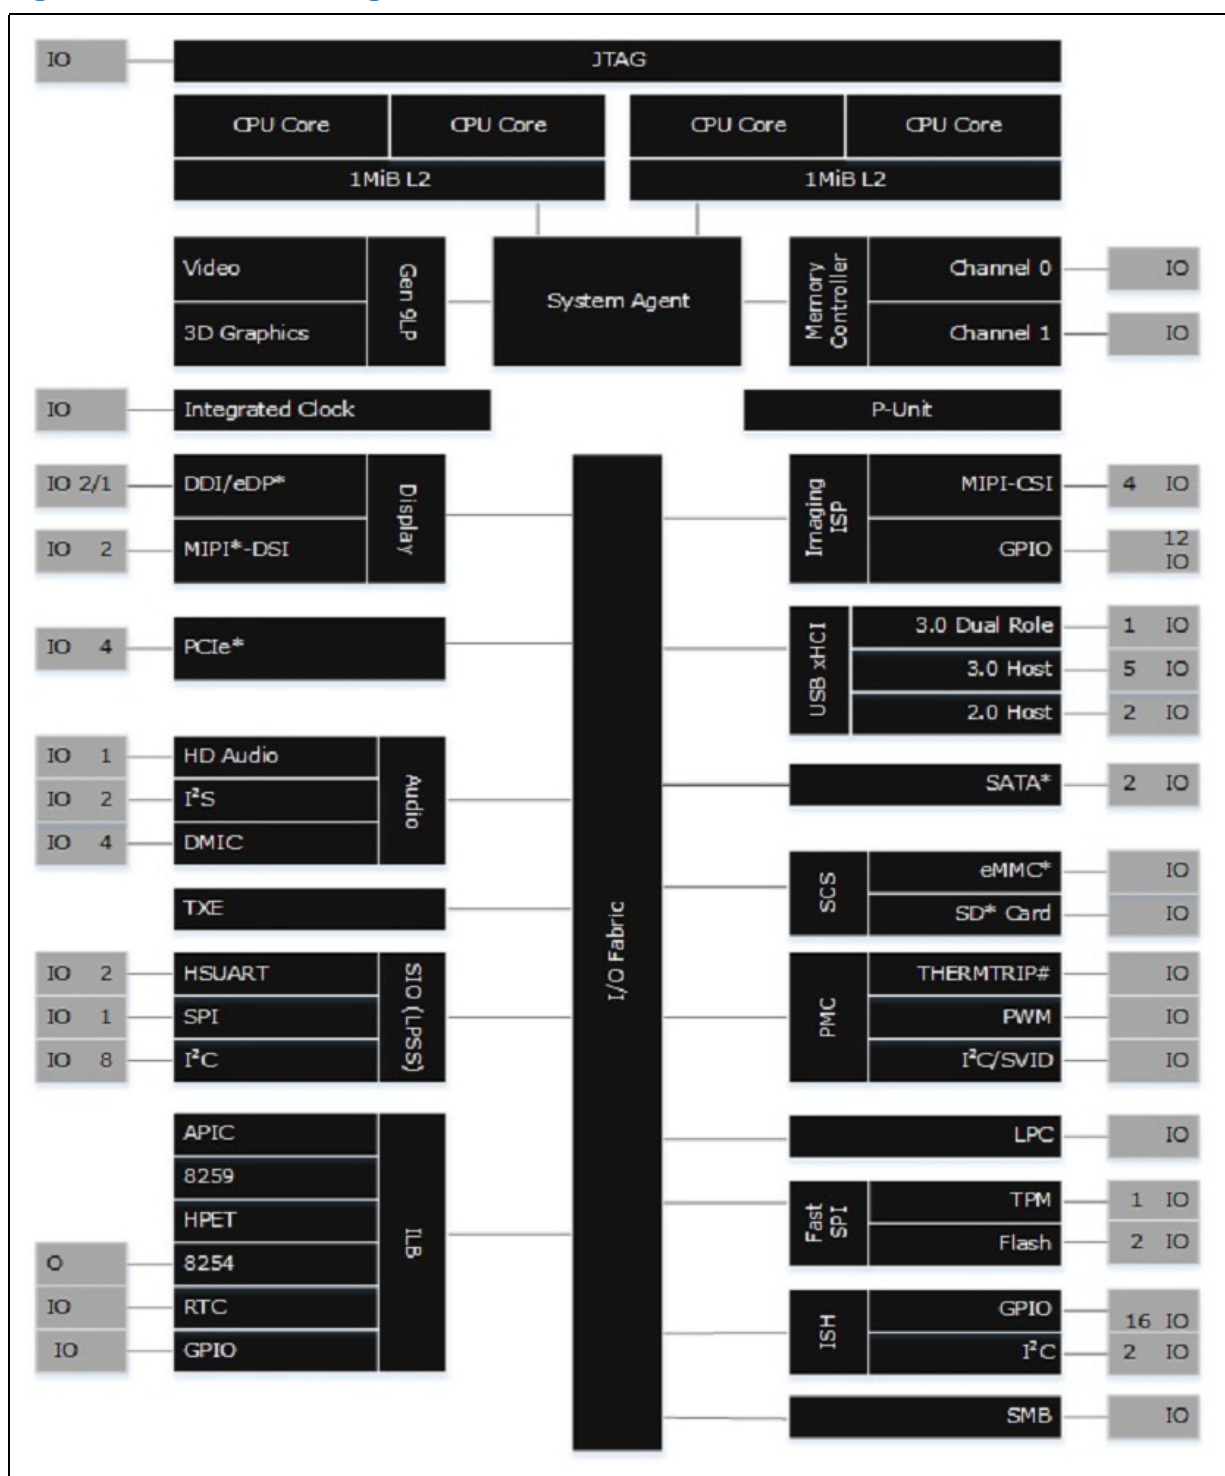 IO
JTAG
CPU Core
CPU Core
CPU Core
CPU Core
1MiB L2
1MiB L2
Video
3D Graphics
Gen 9LP
System Agent
Memory
Controller
Channel 0
IO
Channel 1
IO
IO
Integrated Clock
P-Unit
IO 2/1
DDI/eDP*
IO 2
MIPI*-DSI
Display
Imaging
ISP
MIPI-CSI
4 IO
GPIO
12
IO
IO 4
PCIe*
USB xHCI
3.0 Dual Role
1 IO
3.0 Host
5 IO
2.0 Host
2 IO
IO 1
HD Audio
IO 2
I²S
IO 4
DMIC
Audio
SATA*
2 IO
TXE
I/O Fabric
SCS
eMMC*
IO
SD* Card
IO
IO 2
HSUART
IO 1
SPI
IO 8
I²C
SIO (LPSS)
PMC
THERMTRIP#
IO
PWM
IO
I²C/SVID
IO
APIC
8259
HPET
O
8254
IO
RTC
IO
GPIO
ILB
LPC
IO
Fast
SPI
TPM
1 IO
Flash
2 IO
ISH
GPIO
16 IO
I²C
2 IO
SMB
IO